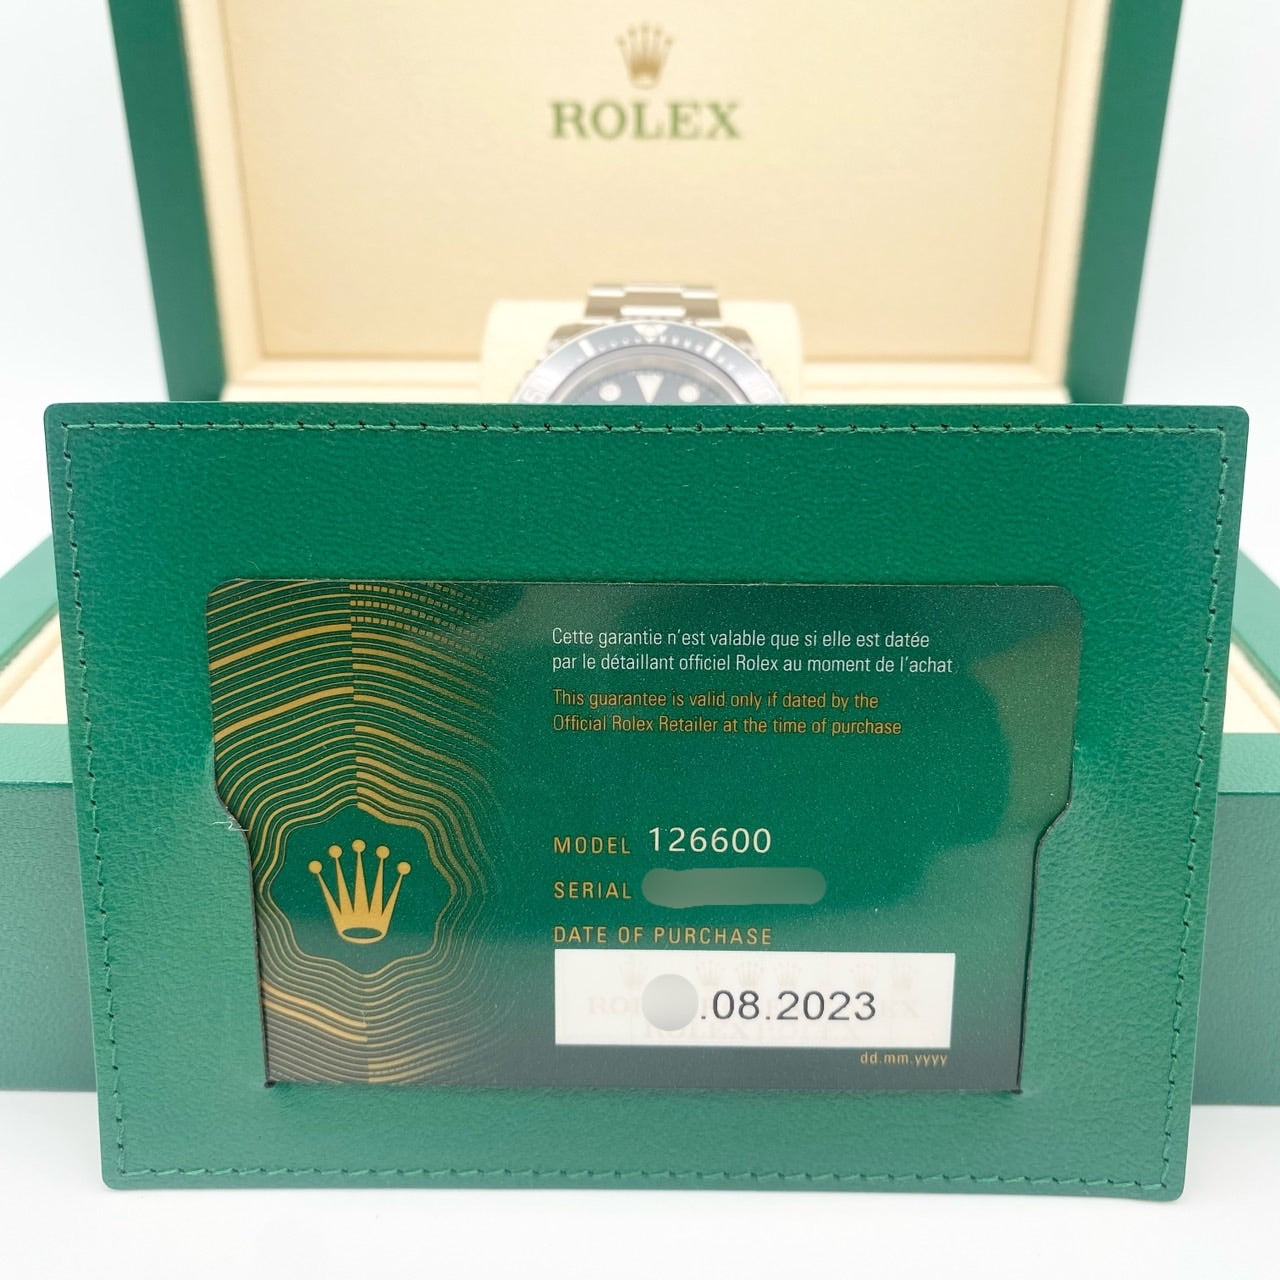 ROLEX
Cette garantie n'est valable que si elle est datée
par le détaillant officiel Rolex au moment de l'achat
This guarantee is valid only if dated by the
Official Rolex Retailer at the time of purchase
MODEL 126600
SERIAL
DATE OF PURCHASE
.08.2023
dd.mm.yyyy